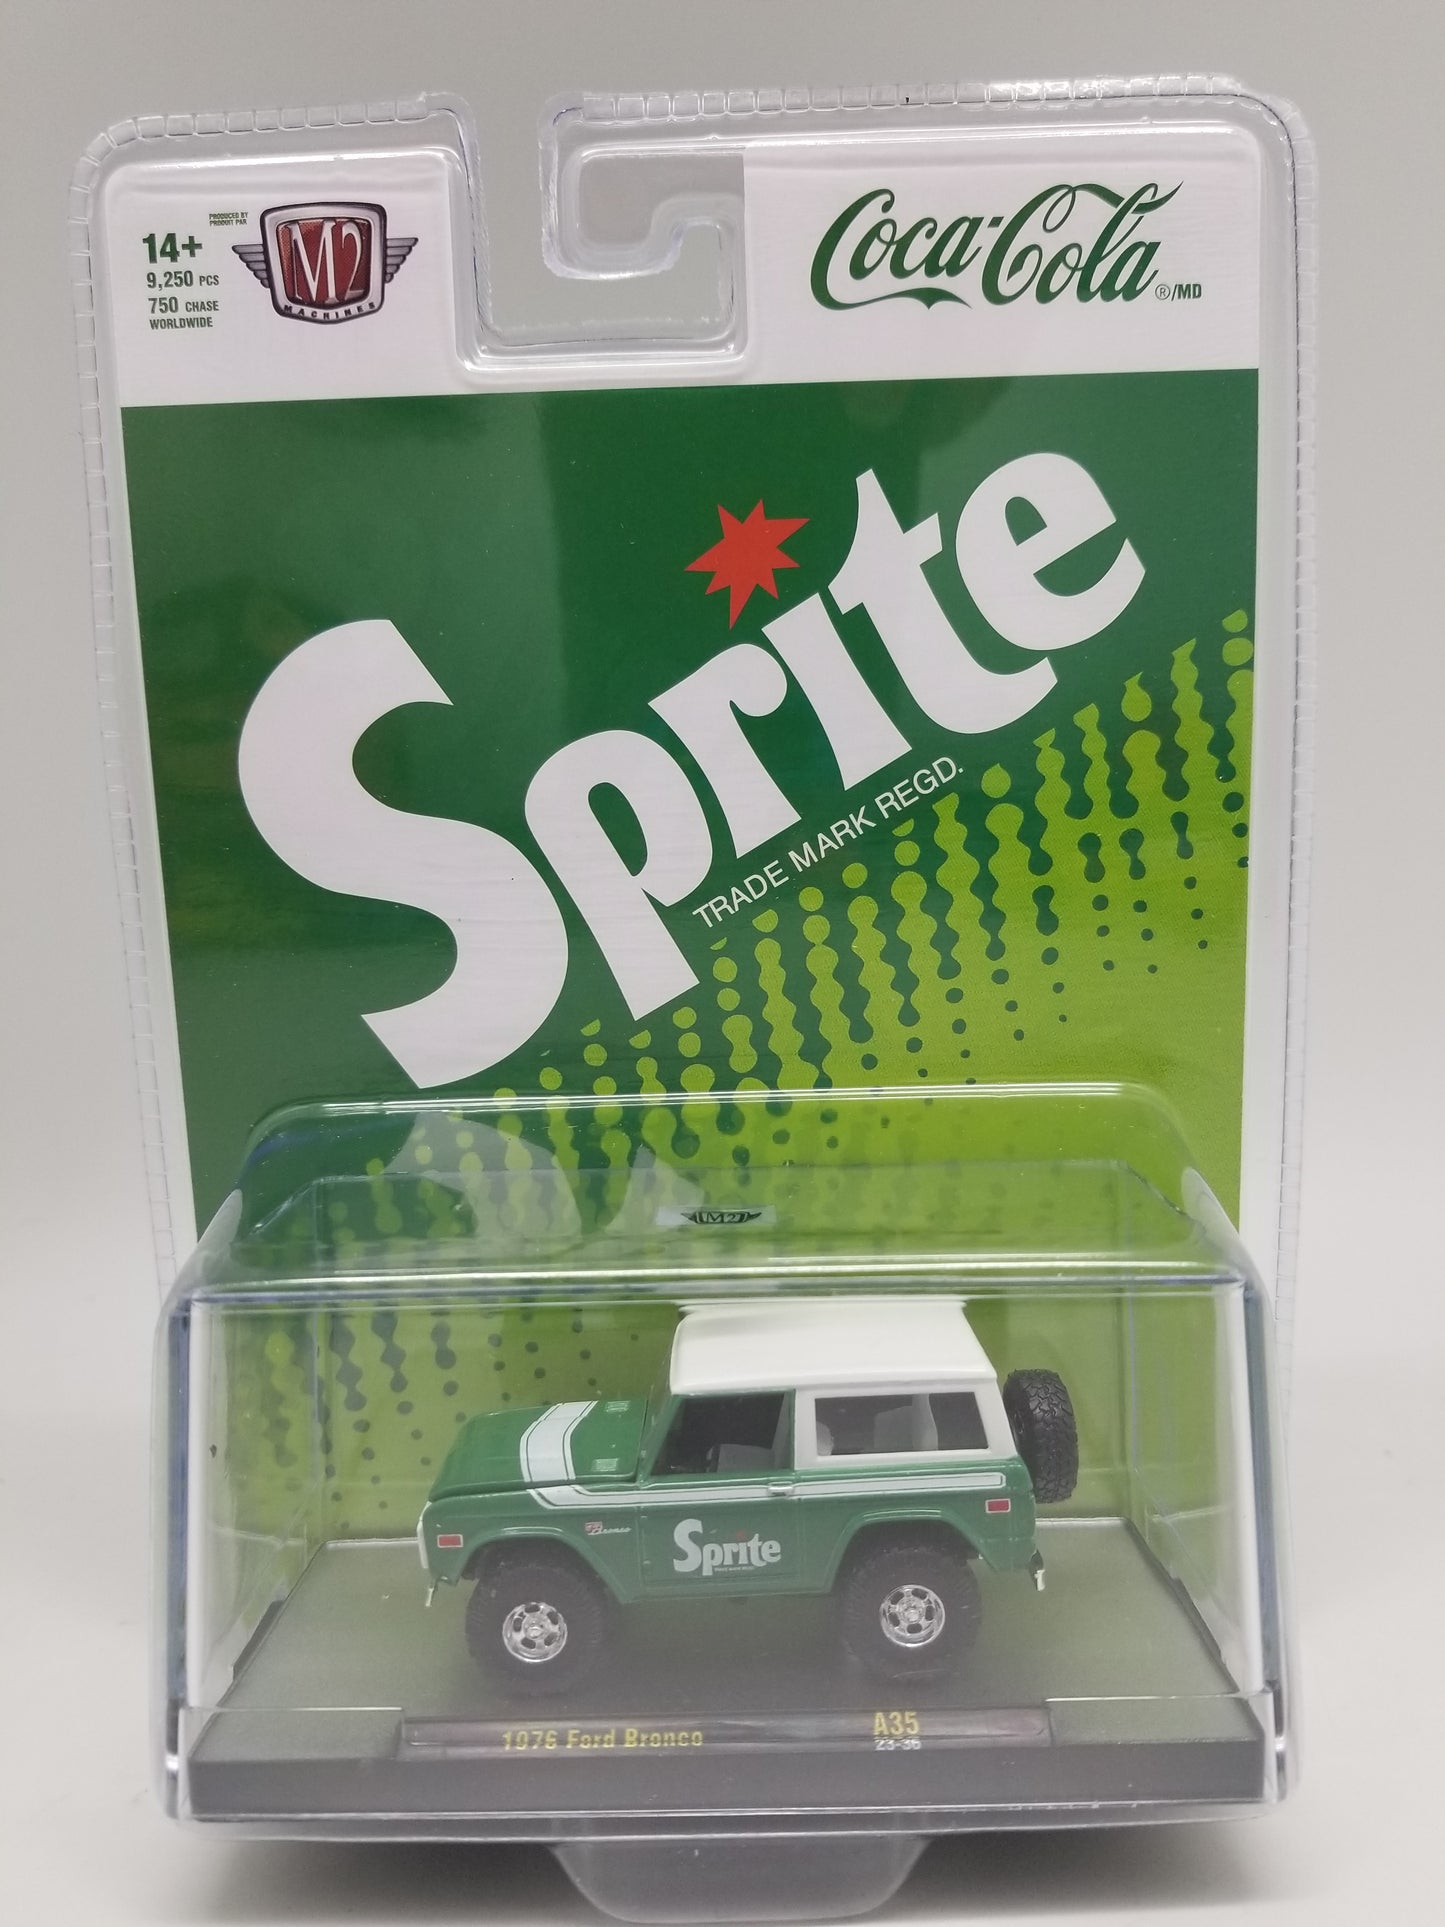 14+
9,250 PCS
750 CHASE
WORLDWIDE
PRODUCED BY
PRODUIT PAR
M2
MACHINES
Coca-Cola ®/MD
Sprite
TRADE MARK REGD.
M2
Bronco
Sprite
1976 Ford Bronco
A35
23-36